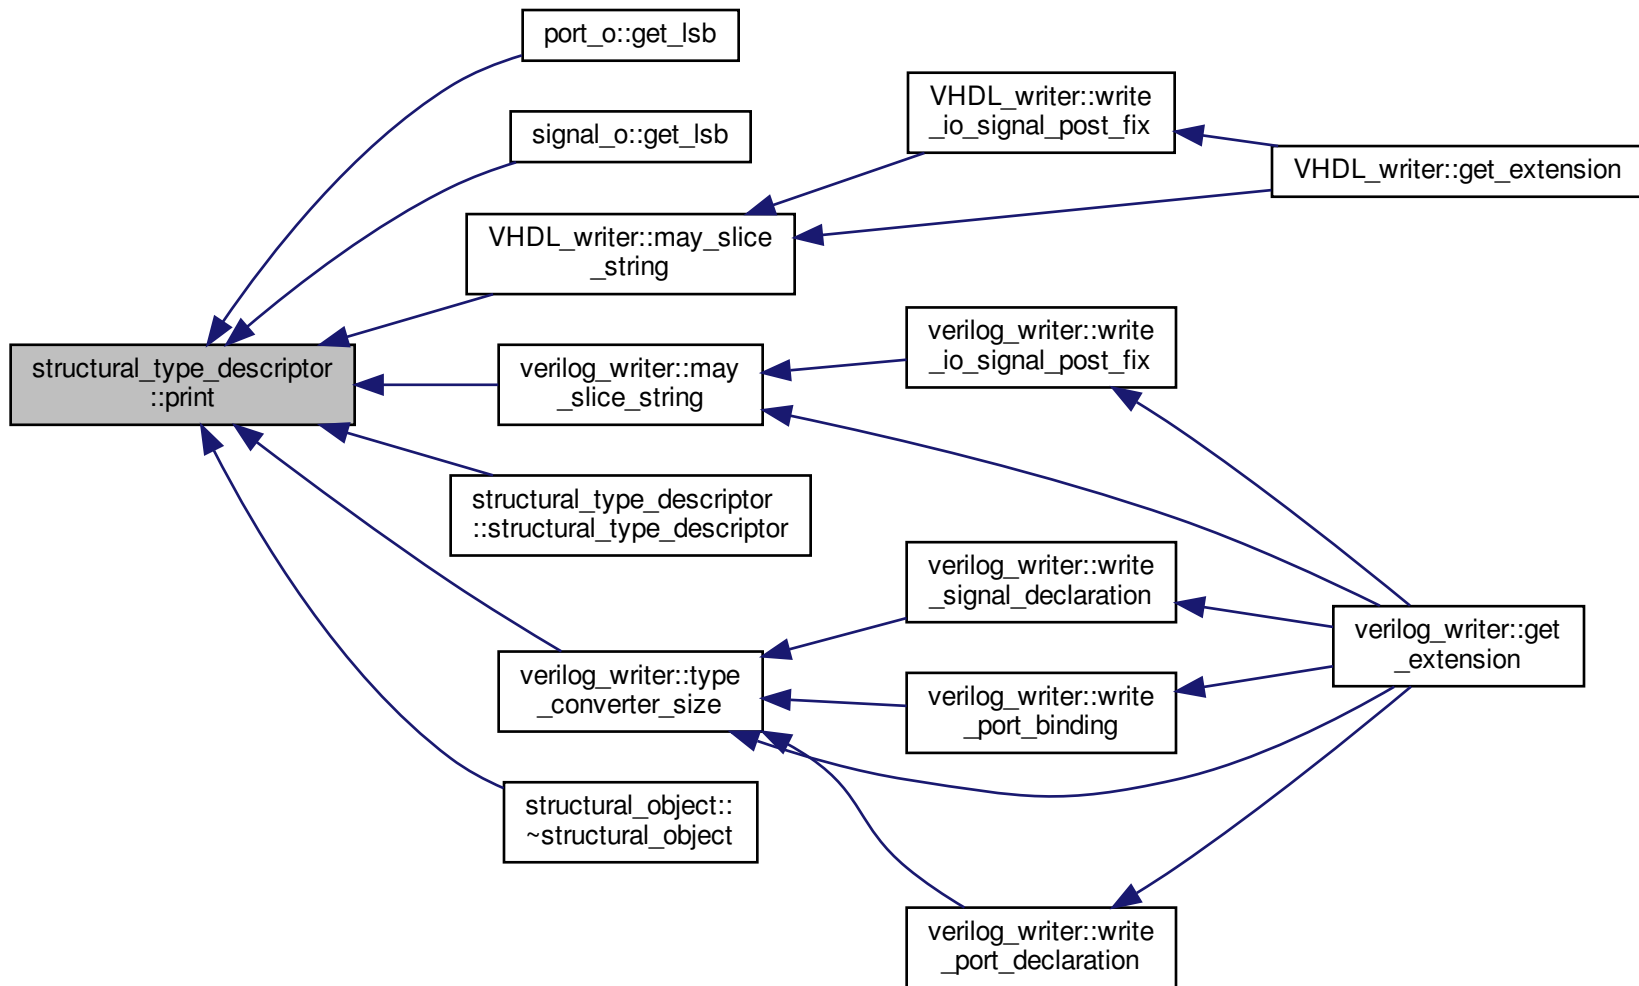 port_o::get_lsb
signal_o::get_lsb
VHDL_writer::may_slice
_string
VHDL_writer::write
_io_signal_post_fix
VHDL_writer::get_extension
structural_type_descriptor
::print
verilog_writer::may
_slice_string
verilog_writer::write
_io_signal_post_fix
structural_type_descriptor
::structural_type_descriptor
verilog_writer::type
_converter_size
verilog_writer::write
_signal_declaration
verilog_writer::write
_port_binding
verilog_writer::get
_extension
structural_object::
~structural_object
verilog_writer::write
_port_declaration